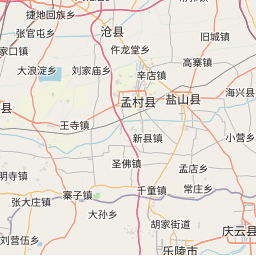 捷地回族乡
沧县
旧城镇
张官屯乡
仵龙堂乡
家口镇
高寨镇
大浪淀乡
刘家庙乡
辛店镇
海兴县
孟村县
盐山县
县
王寺镇
新县镇
小营乡
圣佛镇
孟店乡
明寺镇
寨子镇
千童镇
常庄乡
张大庄镇
大孙乡
胡家街道
庆云县
刘营伍乡
乐陵市